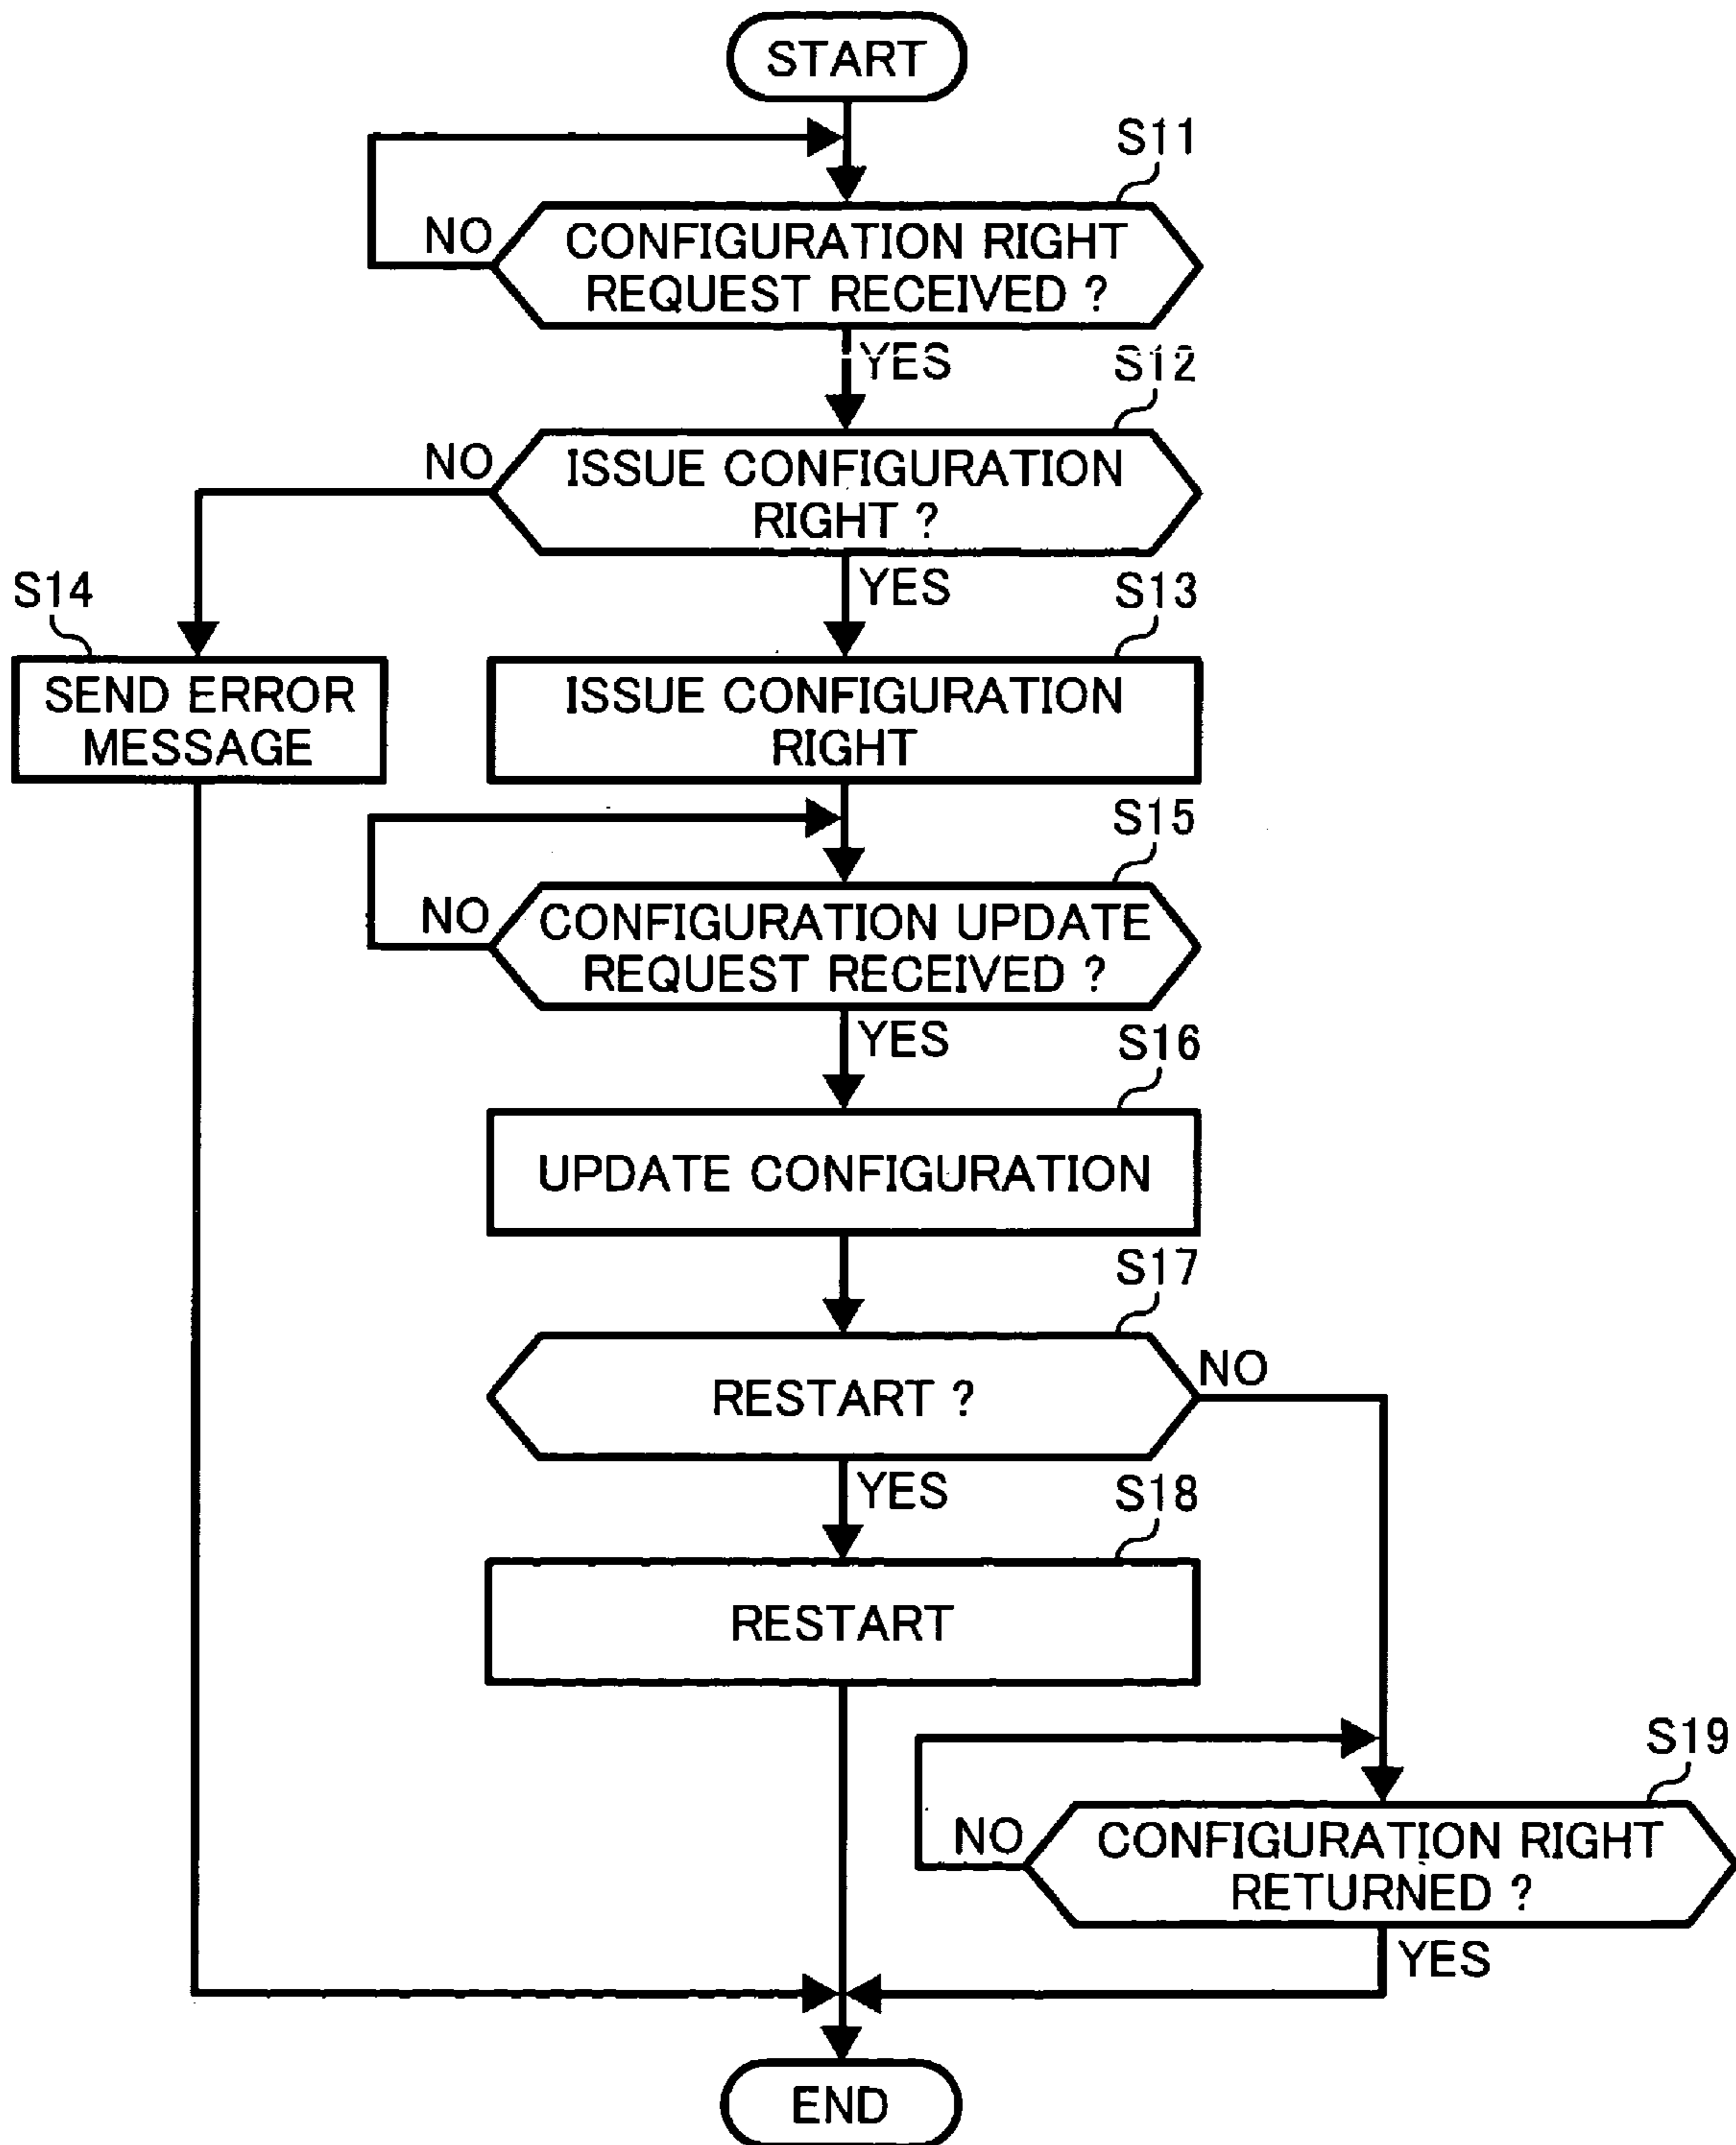 START
S11
NO
CONFIGURATION RIGHT
REQUEST RECEIVED ?
YES
S12
NO
ISSUE CONFIGURATION
RIGHT ?
YES
S14
S13
SEND ERROR
MESSAGE
ISSUE CONFIGURATION
RIGHT
S15
NO
CONFIGURATION UPDATE
REQUEST RECEIVED ?
YES
S16
UPDATE CONFIGURATION
S17
NO
RESTART ?
YES
S18
RESTART
S19
NO
CONFIGURATION RIGHT
RETURNED ?
YES
END